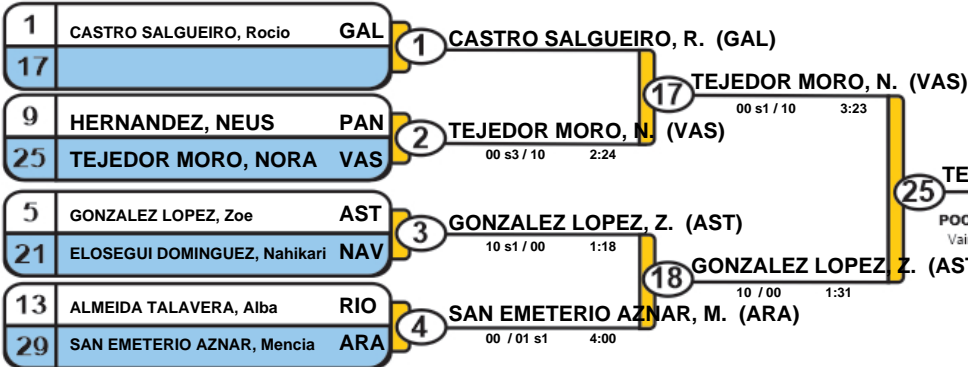 1 CASTRO SALGUEIRO, Rocio GAL
17
1
CASTRO SALGUEIRO, R. (GAL)
9 HERNANDEZ, NEUS PAN
25 TEJEDOR MORO, NORA VAS
2
TEJEDOR MORO, N. (VAS)
00 s3 / 10 2:24
17
TEJEDOR MORO, N. (VAS)
00 s1 / 10 3:23
5 GONZALEZ LOPEZ, Zoe AST
21 ELOSEGUI DOMINGUEZ, Nahikari NAV
3
GONZALEZ LOPEZ, Z. (AST)
10 s1 / 00 1:18
13 ALMEIDA TALAVERA, Alba RIO
29 SAN EMETERIO AZNAR, Mencia ARA
4
SAN EMETERIO AZNAR, M. (ARA)
00 / 01 s1 4:00
18
GONZALEZ LOPEZ, Z. (AST
10 / 00 1:31
25
TE